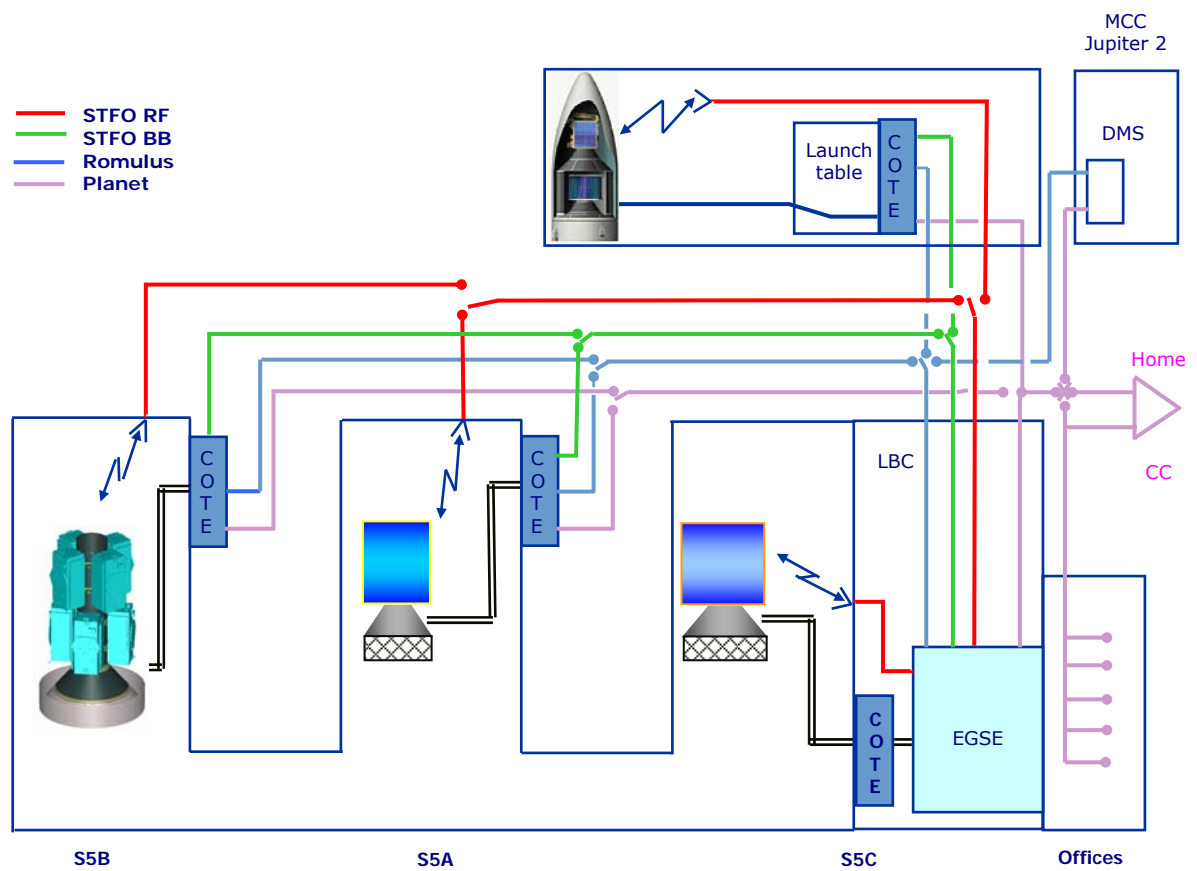 MCC
Jupiter 2
STFO RF
STFO BB
Romulus
Planet
Launch
table
C
O
T
E
DMS
Home
CC
C
O
T
E
C
O
T
E
LBC
C
O
T
E
EGSE
S5B
S5A
S5C
Offices